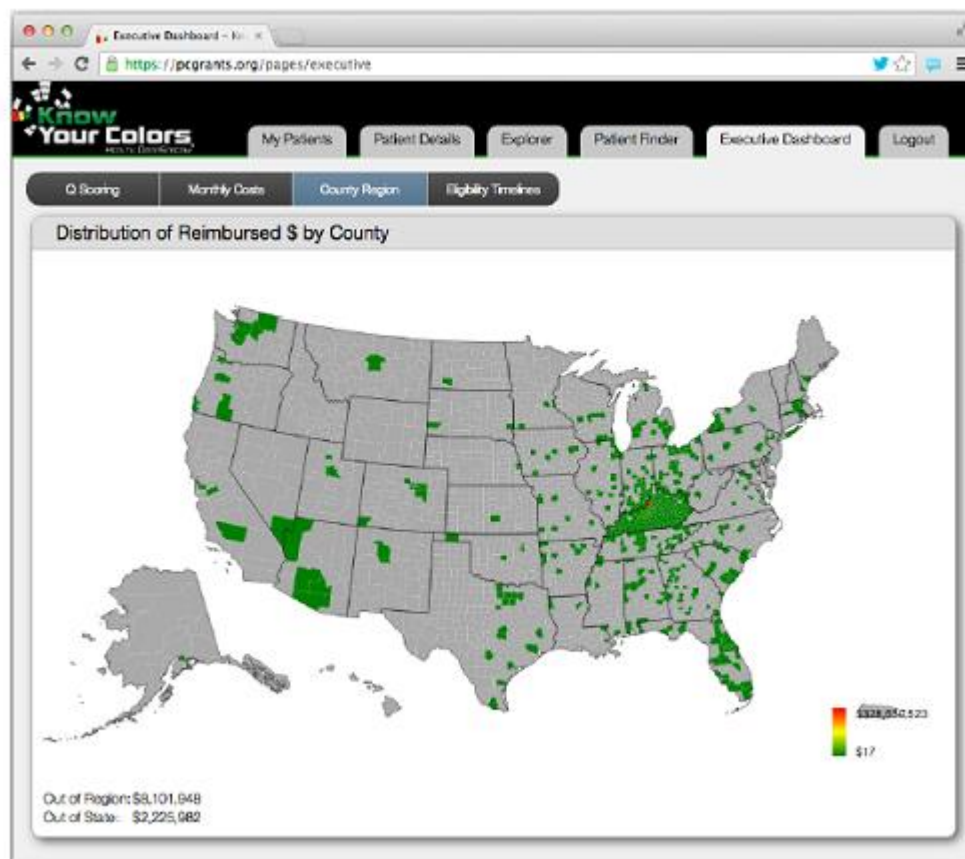 Executive Dashboard –
https://pcgrants.org/pages/executive
Know
Your Colors
My Patients
Patient Details
Explorer
Patient Finder
Executive Dashboard
Logout
Q Scoring
Monthly Costs
County Region
Eligibility Timelines
Distribution of Reimbursed $ by County
$17
Out of Region: $8,101,948
Out of State: $2,225,982